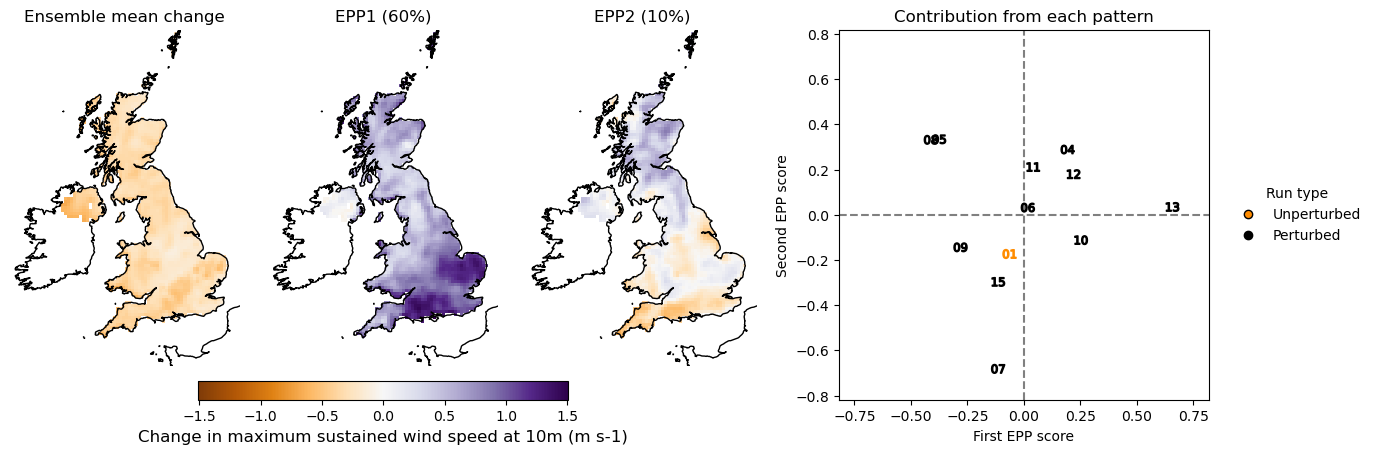 Ensemble mean change
EPP1 (60%)
EPP2 (10%)
−1.5 −1.0 −0.5 0.0 0.5 1.0 1.5
Change in maximum sustained wind speed at 10m (m s-1)
Contribution from each pattern
Second EPP score
0.8
0.6
0.4
0.2
0.0
−0.2
−0.4
−0.6
−0.8
05
04
11
12
06
13
10
09
01
15
07
−0.75 −0.50 −0.25 0.00 0.25 0.50 0.75
First EPP score
Run type
Unperturbed
Perturbed